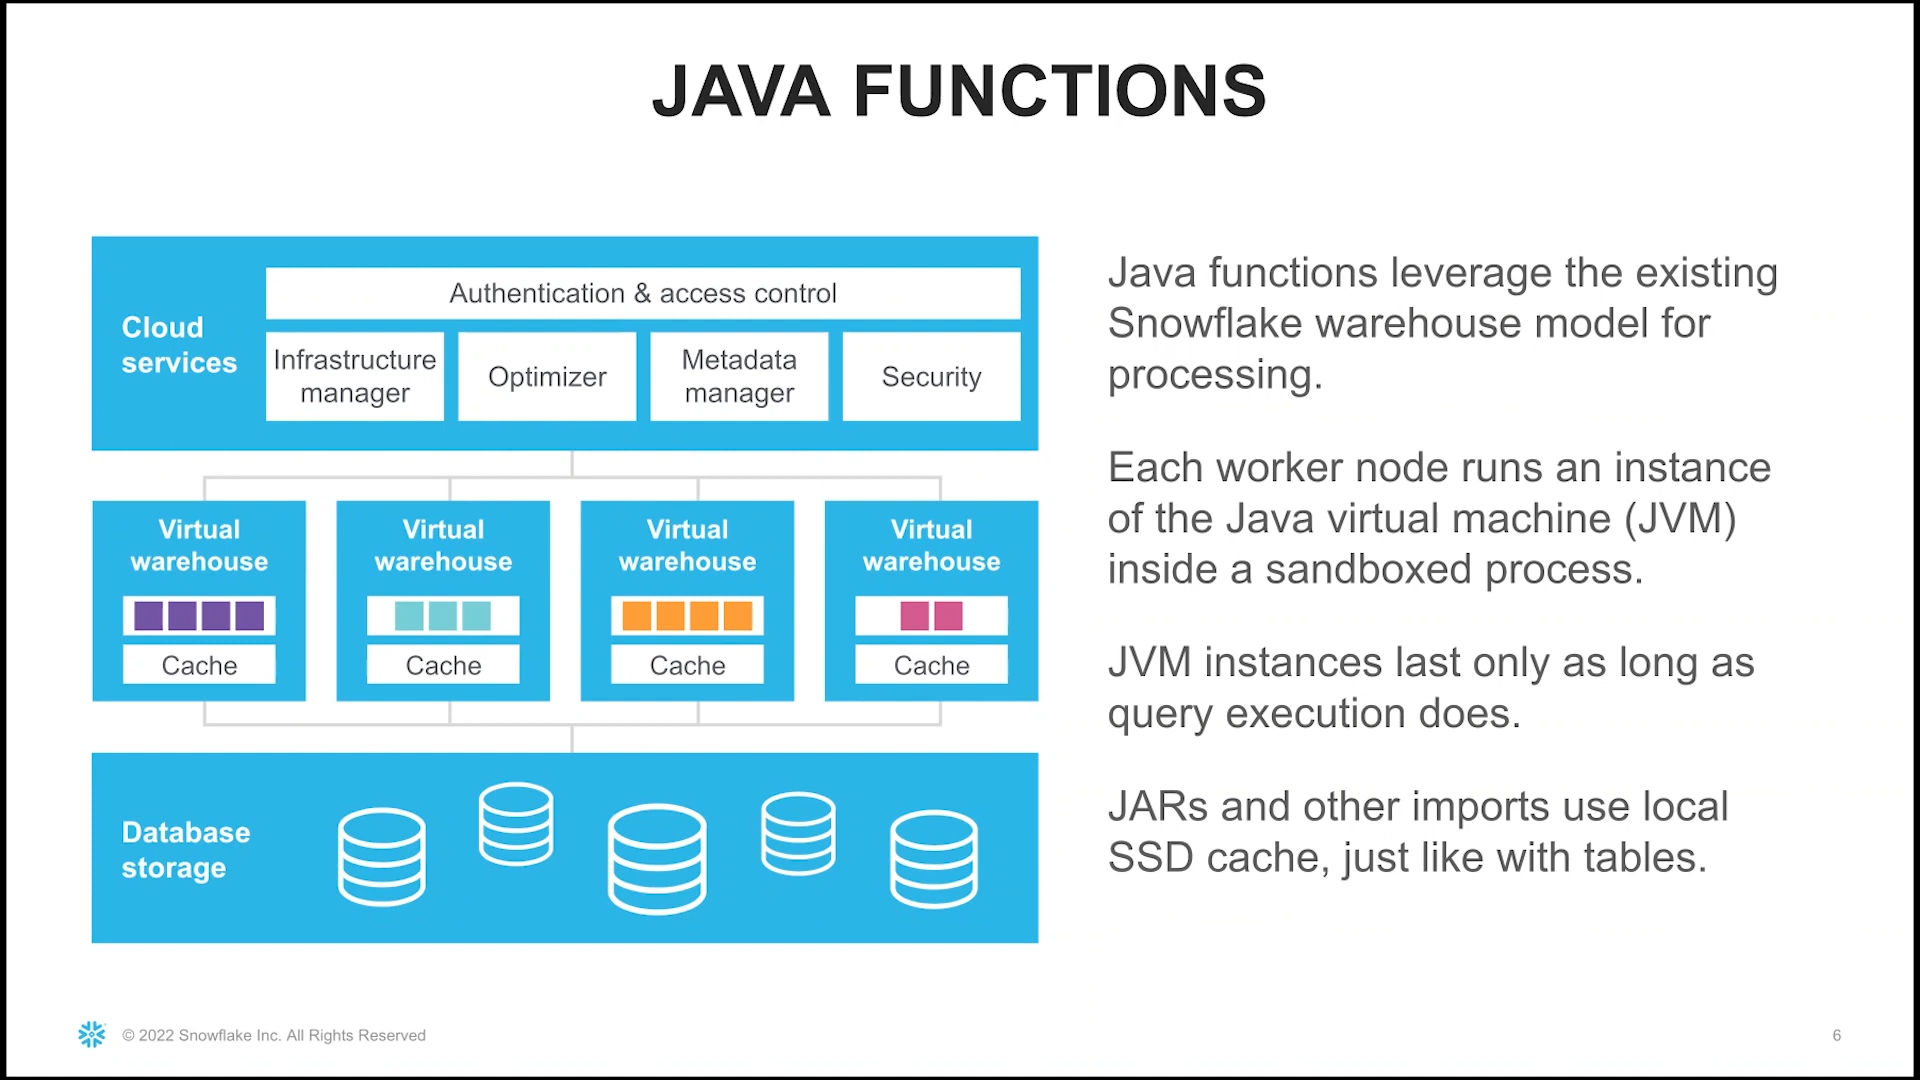 JAVA FUNCTIONS
Cloud
services
Authentication & access control
Infrastructure
manager
Optimizer
Metadata
manager
Security
Virtual
warehouse
Cache
Virtual
warehouse
Cache
Virtual
warehouse
Cache
Virtual
warehouse
Cache
Database
storage
Java functions leverage the existing
Snowflake warehouse model for
processing.
Each worker node runs an instance
of the Java virtual machine (JVM)
inside a sandboxed process.
JVM instances last only as long as
query execution does.
JARs and other imports use local
SSD cache, just like with tables.
© 2022 Snowflake Inc. All Rights Reserved
6